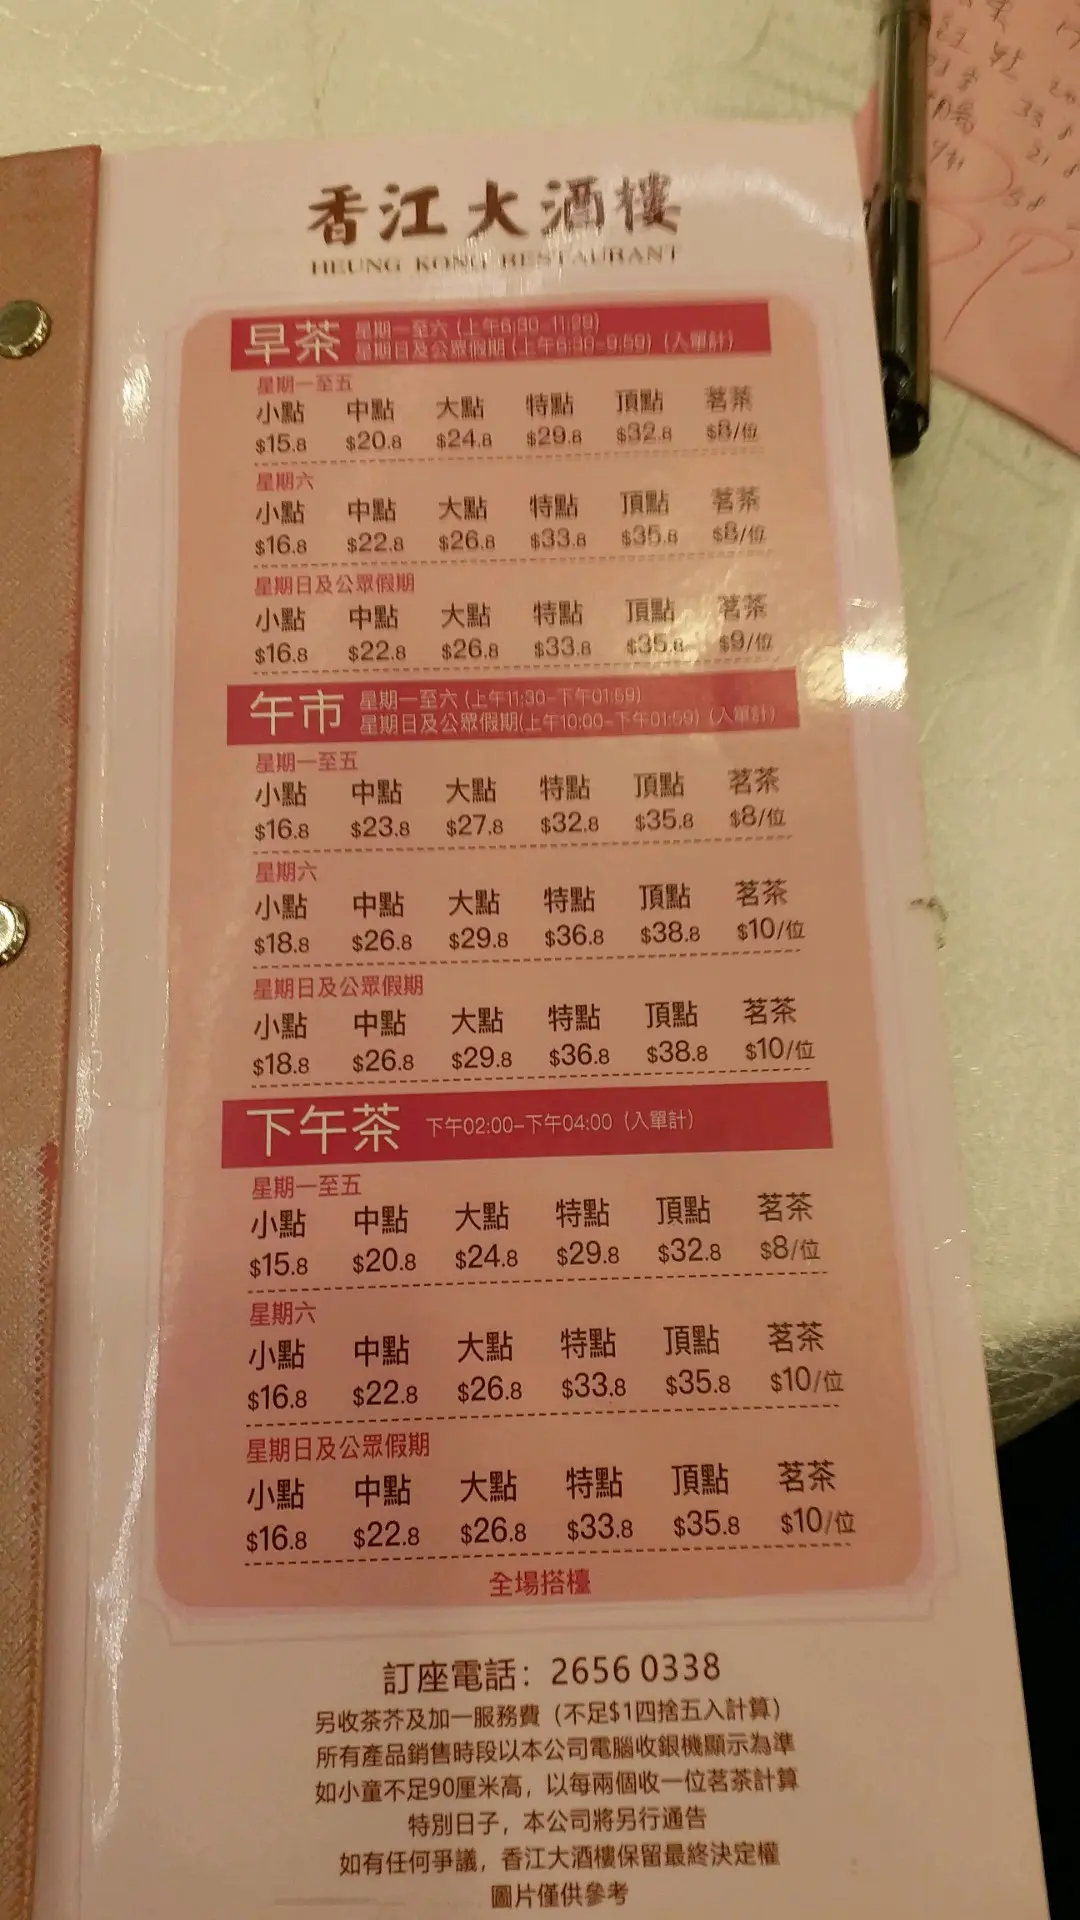 香江大酒樓
HEUNG KONG RESTAURANT
早茶
星期一至六 (上午6:30-11:29)
星期日及公眾假期 (上午6:30-9:59) (入單計)
星期一至五
小點 中點 大點 特點 頂點 茗茶
$15.8 $20.8 $24.8 $29.8 $32.8 $8/位
星期六
小點 中點 大點 特點 頂點 茗茶
$16.8 $22.8 $26.8 $33.8 $35.8 $8/位
星期日及公眾假期
小點 中點 大點 特點 頂點 茗茶
$16.8 $22.8 $26.8 $33.8 $35.8 $9/位
午市
星期一至六 (上午11:30-下午01:59)
星期日及公眾假期(上午10:00-下午01:59) (入單計)
星期一至五
小點 中點 大點 特點 頂點 茗茶
$16.8 $23.8 $27.8 $32.8 $35.8 $8/位
星期六
小點 中點 大點 特點 頂點 茗茶
$18.8 $26.8 $29.8 $36.8 $38.8 $10/位
星期日及公眾假期
小點 中點 大點 特點 頂點 茗茶
$18.8 $26.8 $29.8 $36.8 $38.8 $10/位
下午茶 下午02:00-下午04:00 (入單計)
星期一至五
小點 中點 大點 特點 頂點 茗茶
$15.8 $20.8 $24.8 $29.8 $32.8 $8/位
星期六
小點 中點 大點 特點 頂點 茗茶
$16.8 $22.8 $26.8 $33.8 $35.8 $10/位
星期日及公眾假期
小點 中點 大點 特點 頂點 茗茶
$16.8 $22.8 $26.8 $33.8 $35.8 $10/位
全場搭檯
訂座電話：2656 0338
另收茶芥及加一服務費（不足$1四捨五入計算）
所有產品銷售時段以本公司電腦收銀機顯示為準
如小童不足90厘米高，以每兩個收一位茗茶計算
特別日子，本公司將另行通告
如有任何爭議，香江大酒樓保留最終決定權
圖片僅供參考
33 8
21 8
58